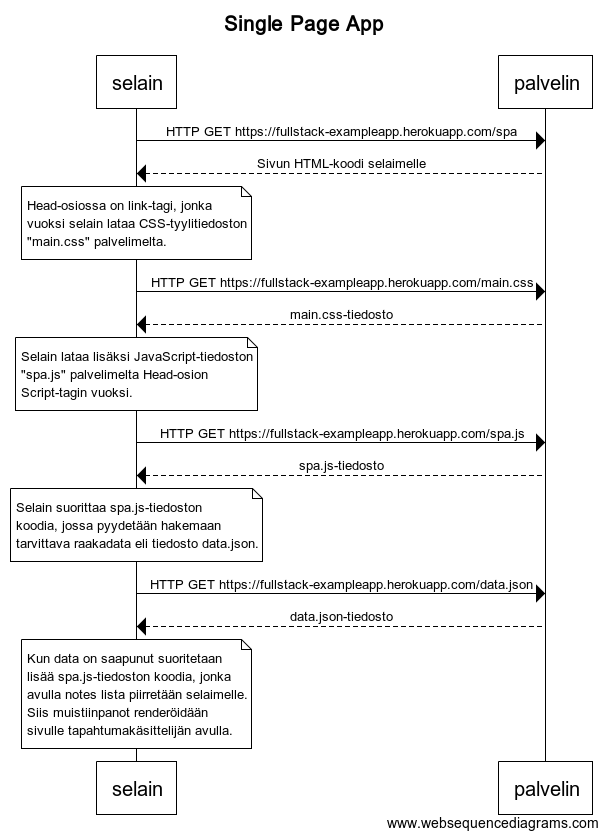 Single Page App
selain
palvelin
HTTP GET https://fullstack-exampleapp.herokuapp.com/spa
Sivun HTML-koodi selaimelle
Head-osiossa on link-tagi, jonka
vuoksi selain lataa CSS-tyylitiedoston
"main.css" palvelimelta.
HTTP GET https://fullstack-exampleapp.herokuapp.com/main.css
main.css-tiedosto
Selain lataa lisäksi JavaScript-tiedoston
"spa.js" palvelimelta Head-osion
Script-tagin vuoksi.
HTTP GET https://fullstack-exampleapp.herokuapp.com/spa.js
spa.js-tiedosto
Selain suorittaa spa.js-tiedoston
koodia, jossa pyydetään hakemaan
tarvittava raakadata eli tiedosto data.json.
HTTP GET https://fullstack-exampleapp.herokuapp.com/data.json
data.json-tiedosto
Kun data on saapunut suoritetaan
lisää spa.js-tiedoston koodia, jonka
avulla notes lista piirretään selaimelle.
Siis muistiinpanot renderöidään
sivulle tapahtumakäsittelijän avulla.
selain
palvelin
www.websequencediagrams.com